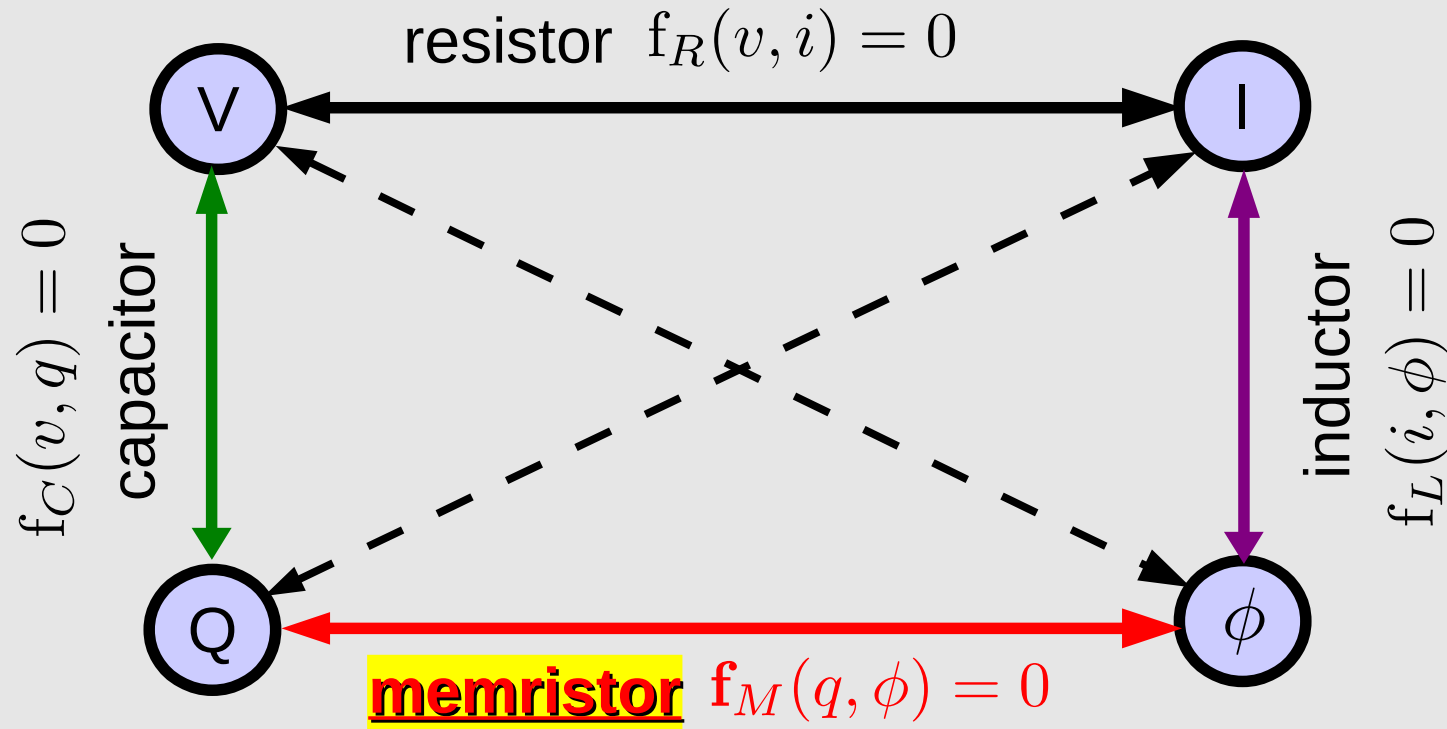 resistor f_R(v, i) = 0
V
I
f_C(v, q) = 0
capacitor
inductor
f_L(i, ϕ) = 0
Q
ϕ
memristor f_M(q, ϕ) = 0